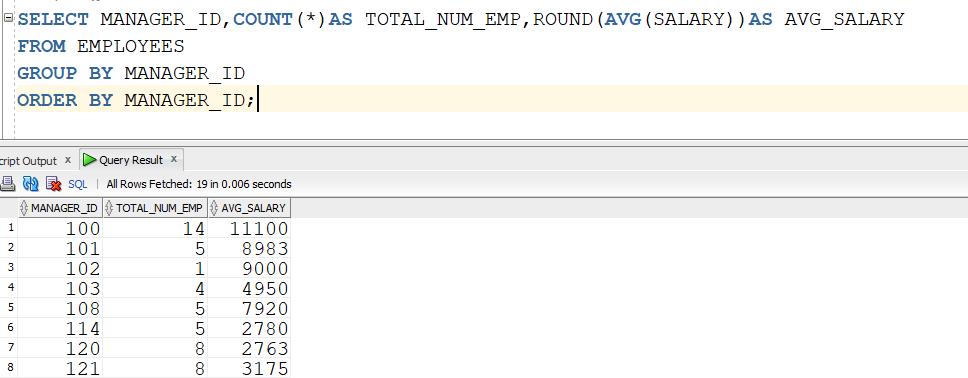 SELECT MANAGER_ID,COUNT(*)AS TOTAL_NUM_EMP,ROUND(AVG(SALARY))AS AVG_SALARY
FROM EMPLOYEES
GROUP BY MANAGER_ID
ORDER BY MANAGER_ID;
cript Output x Query Result x
SQL | All Rows Fetched: 19 in 0.006 seconds
MANAGER_ID TOTAL_NUM_EMP AVG_SALARY
1 100 14 11100
2 101 5 8983
3 102 1 9000
4 103 4 4950
5 108 5 7920
6 114 5 2780
7 120 8 2763
8 121 8 3175